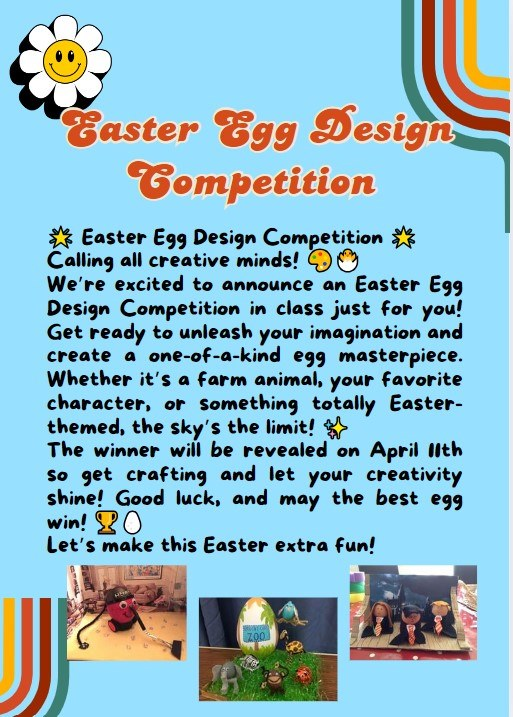 Easter Egg Design
Competition
🌟 Easter Egg Design Competition 🌟
Calling all creative minds! 🎨🐣
We're excited to announce an Easter Egg
Design Competition in class just for you!
Get ready to unleash your imagination and
create a one-of-a-kind egg masterpiece.
Whether it's a farm animal, your favorite
character, or something totally Easter-
themed, the sky's the limit! ✨
The winner will be revealed on April 11th
so get crafting and let your creativity
shine! Good luck, and may the best egg
win! 🏆🥚
Let's make this Easter extra fun!
ZOO